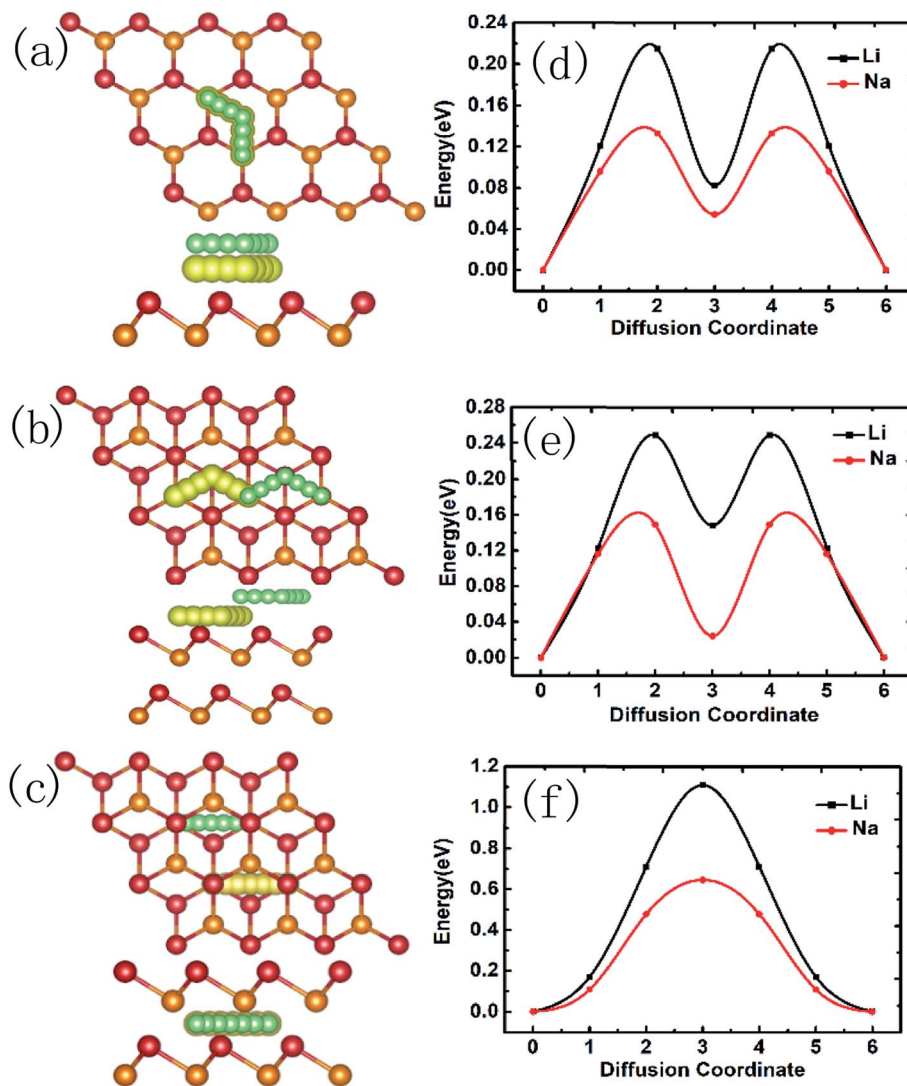 (a)
(d)
0.24
0.20
0.16
0.12
0.08
0.04
0.00
Energy(eV)
Li
Na
0 1 2 3 4 5 6
Diffusion Coordinate
(b)
(e)
0.28
0.24
0.20
0.16
0.12
0.08
0.04
0.00
Energy(eV)
Li
Na
0 1 2 3 4 5 6
Diffusion Coordinate
(c)
(f)
1.2
1.0
0.8
0.6
0.4
0.2
0.0
Energy(eV)
Li
Na
0 1 2 3 4 5 6
Diffusion Coordinate